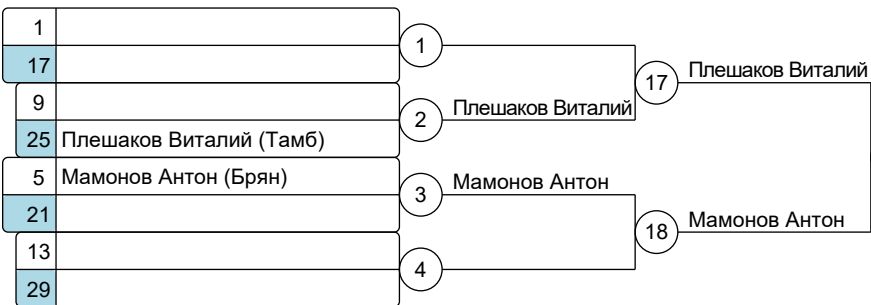 1
17
1
9
25 Плешаков Виталий (Тамб)
2
Плешаков Виталий
17
Плешаков Виталий
5 Мамонов Антон (Брян)
21
3
Мамонов Антон
13
29
4
18
Мамонов Антон